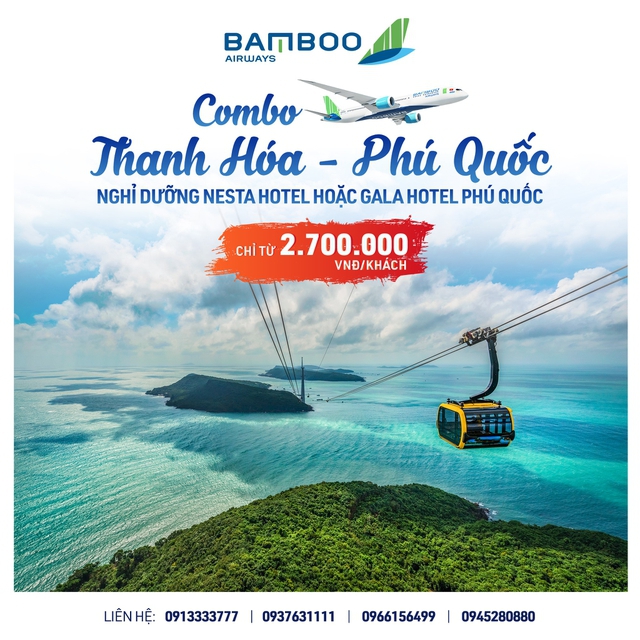 BAMBOO
AIRWAYS
Combo
Thanh Hóa - Phú Quốc
NGHỈ DƯỠNG NESTA HOTEL HOẶC GALA HOTEL PHÚ QUỐC
CHỈ TỪ 2.700.000
VNĐ/KHÁCH
LIÊN HỆ: 0913333777 | 0937631111 | 0966156499 | 0945280880